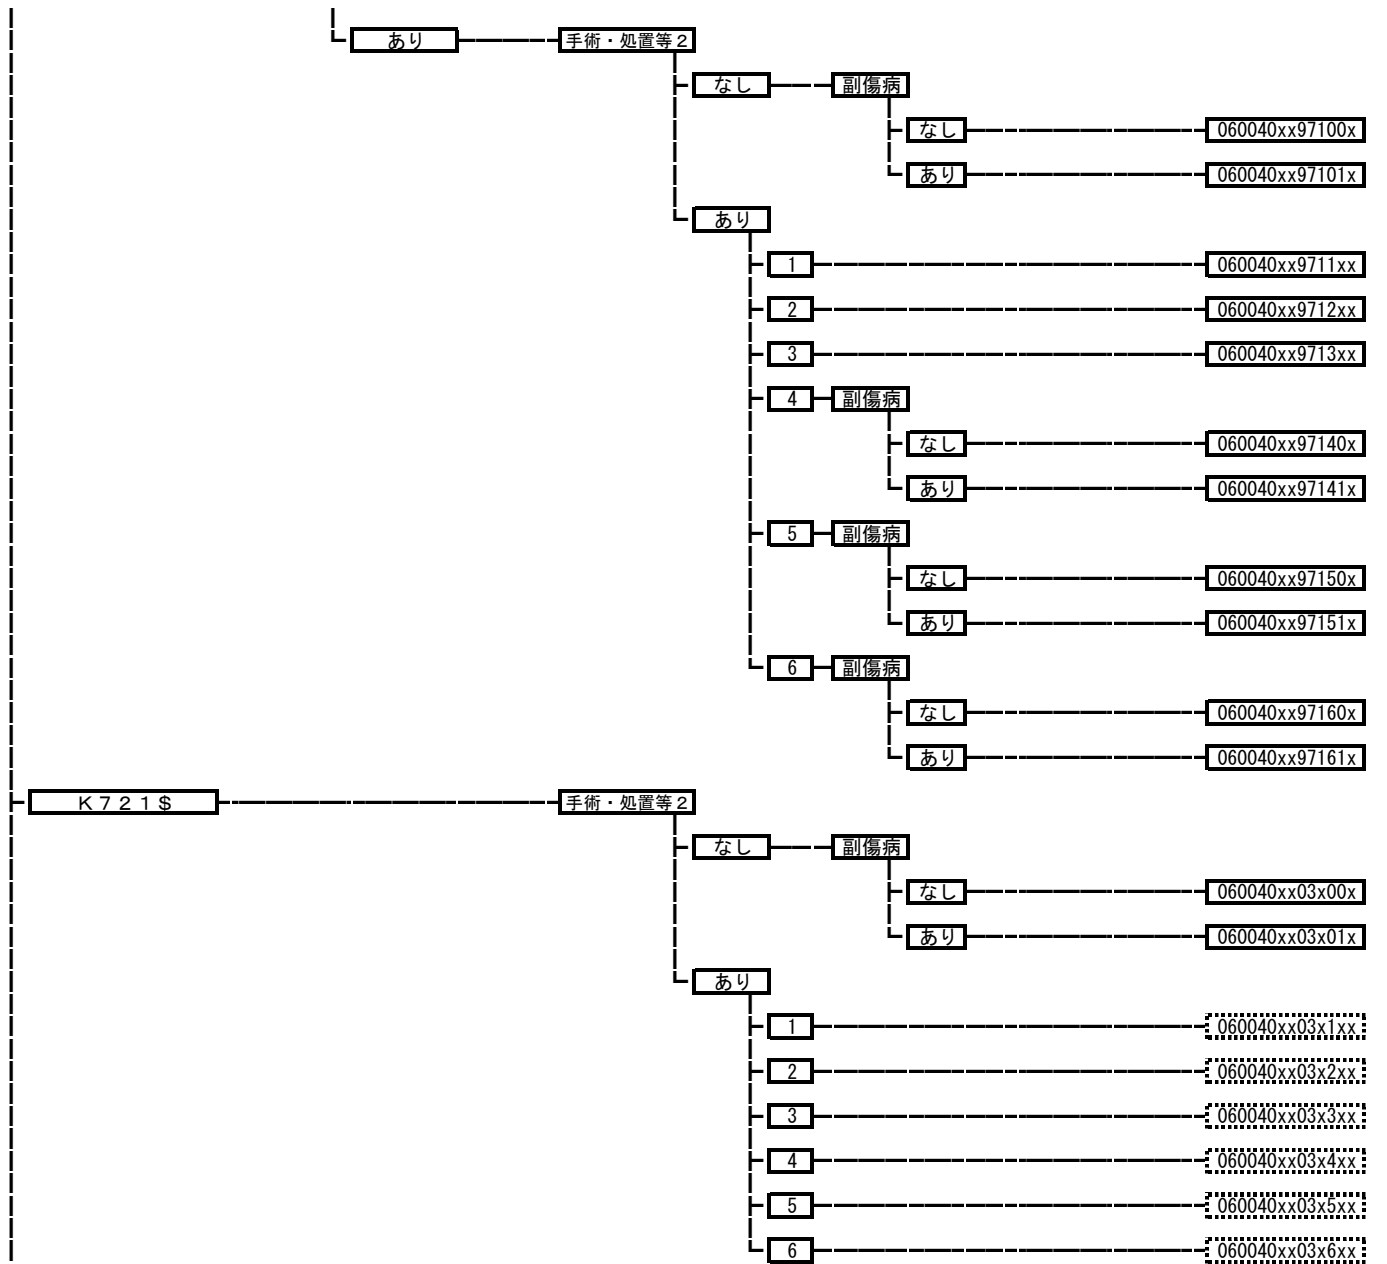 あり 手術・処置等２
なし 副傷病
なし 060040xx97100x
あり 060040xx97101x
あり
1 060040xx9711xx
2 060040xx9712xx
3 060040xx9713xx
4 副傷病
なし 060040xx97140x
あり 060040xx97141x
5 副傷病
なし 060040xx97150x
あり 060040xx97151x
6 副傷病
なし 060040xx97160x
あり 060040xx97161x
Ｋ７２１＄ 手術・処置等２
なし 副傷病
なし 060040xx03x00x
あり 060040xx03x01x
あり
1 060040xx03x1xx
2 060040xx03x2xx
3 060040xx03x3xx
4 060040xx03x4xx
5 060040xx03x5xx
6 060040xx03x6xx